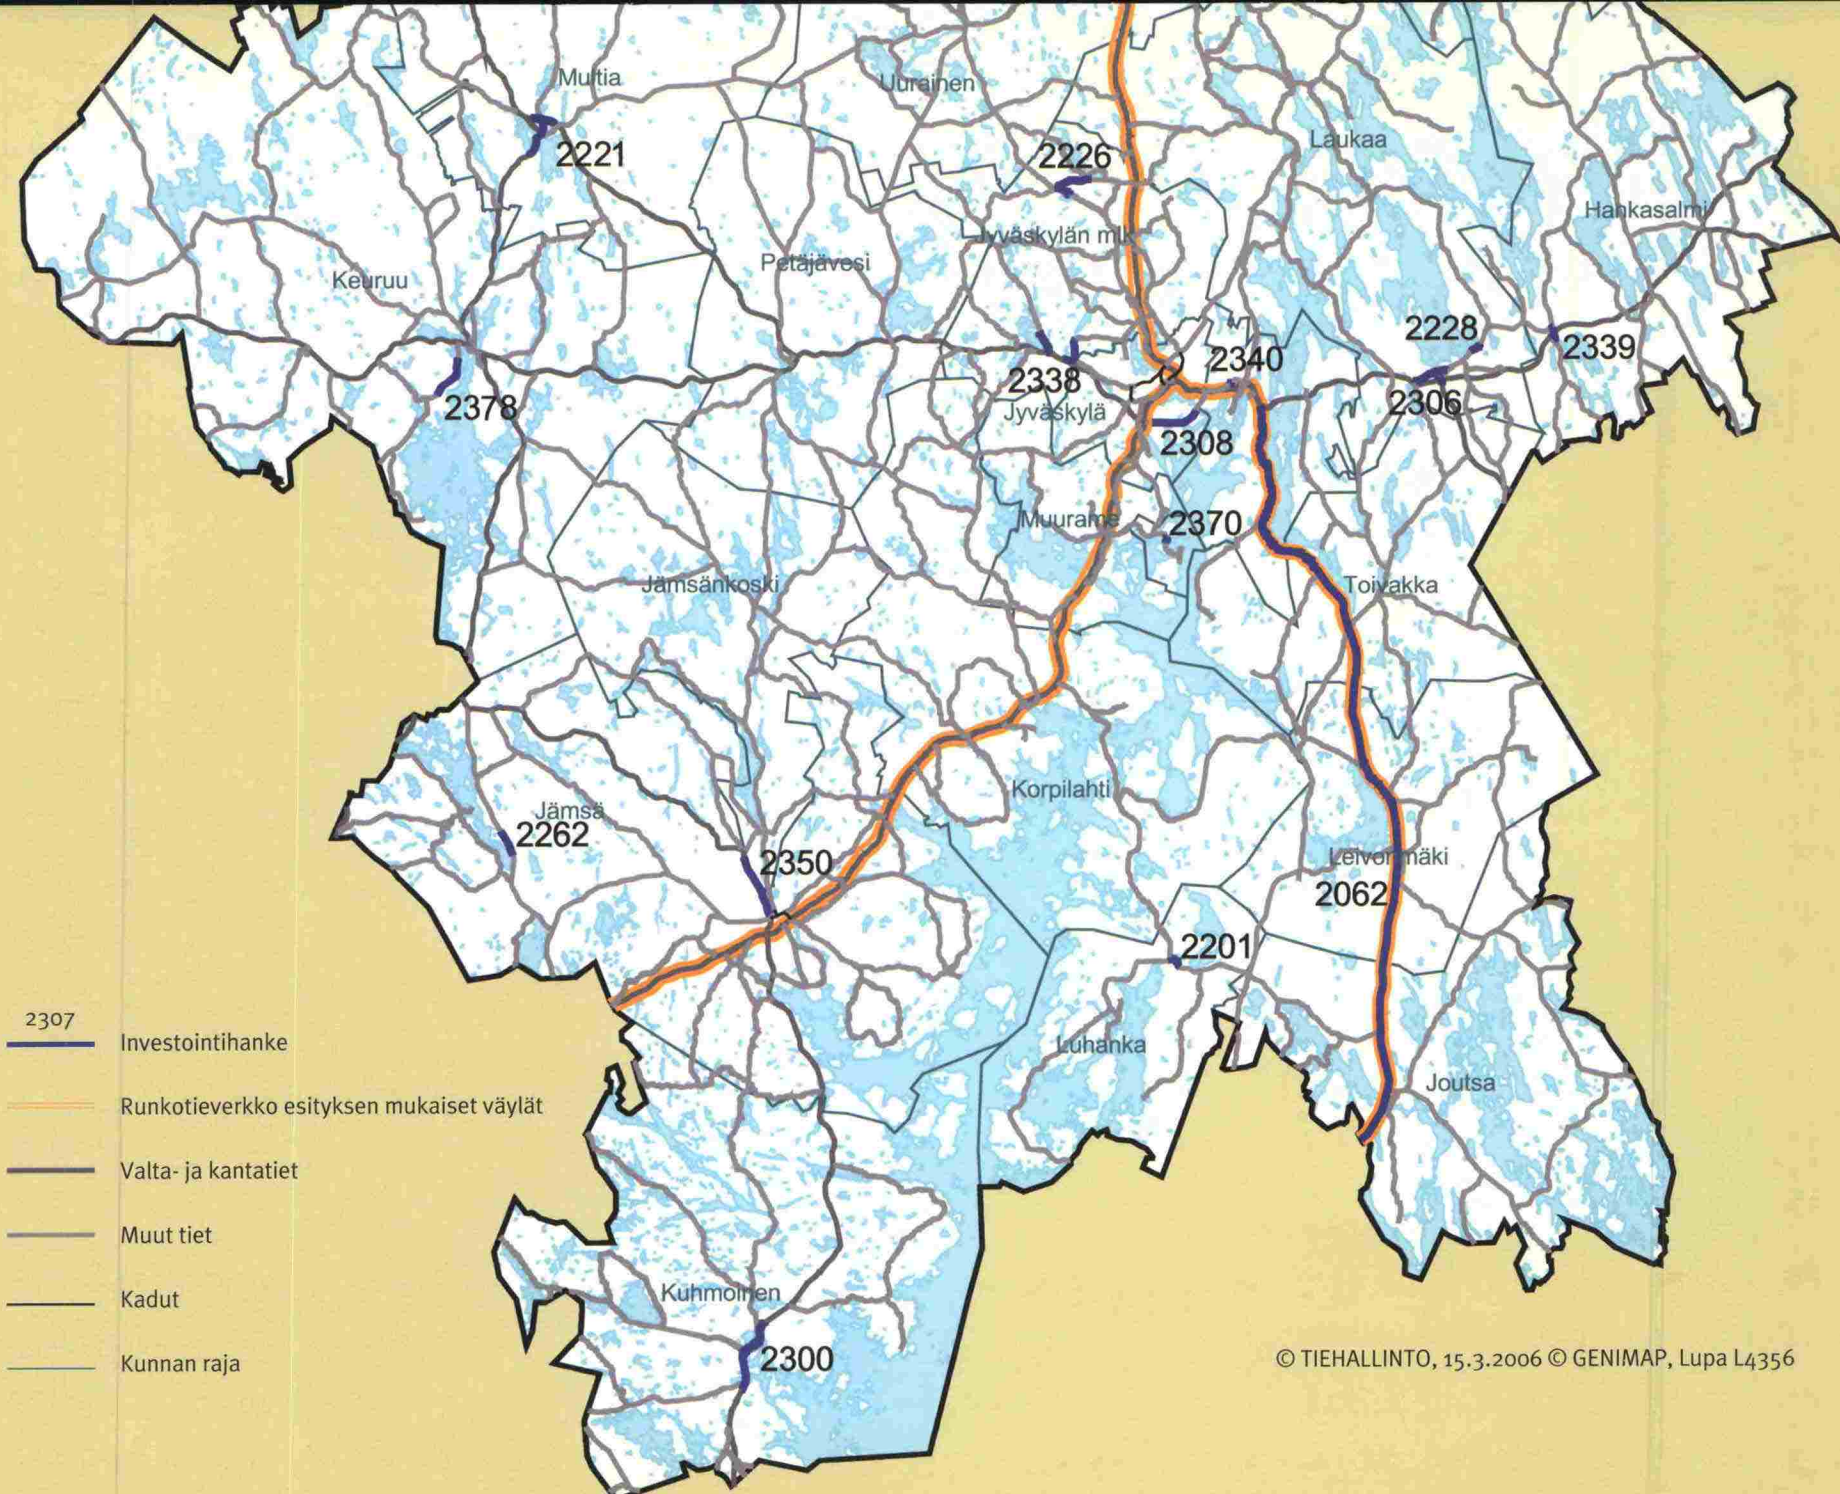 Multia
Uurainen
Laukaa
2221
2226
Hankasalmi
Jyväskylän mlk
Petäjävesi
Keuruu
2228
2339
2340
2338
2306
2378
Jyväskylä
2308
Muurame
2370
Jämsänkoski
Toivakka
Korpilahti
Jämsä
2262
2350
Leivonmäki
2062
2201
Luhanka
Joutsa
Kuhmoinen
2300
2307
Investointihanke
Runkotieverkko esityksen mukaiset väylät
Valta- ja kantatiet
Muut tiet
Kadut
Kunnan raja
© TIEHALLINTO, 15.3.2006 © GENIMAP, Lupa L4356